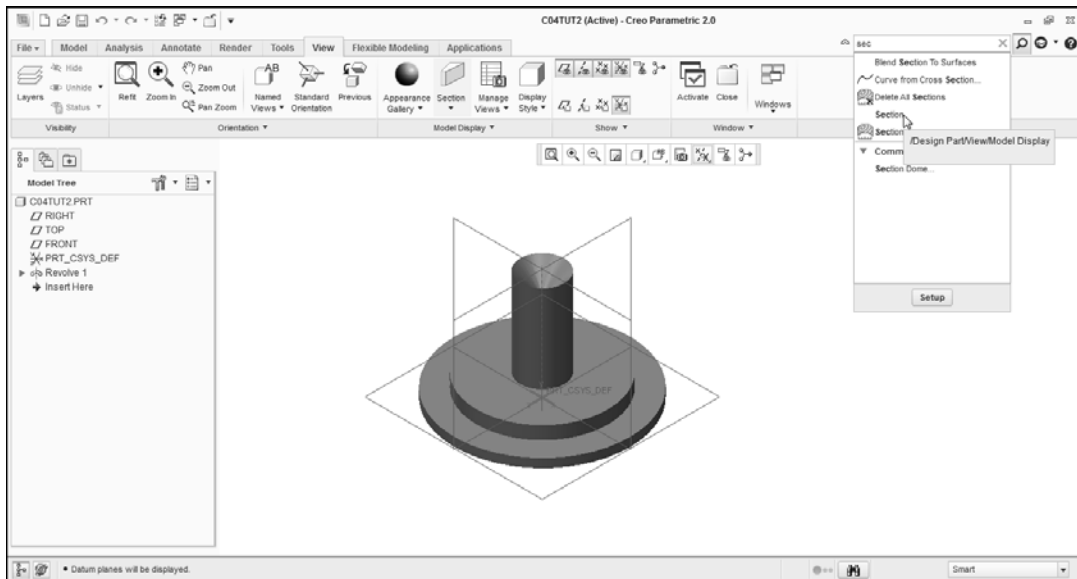 C04TUT2 (Active) - Creo Parametric 2.0
File Model Analysis Annotate Render Tools View Flexible Modeling Applications
sec
Layers
Hide
Unhide
Status
Refit
Zoom In
Pan
Zoom Out
Pan Zoom
Named Views
Standard Orientation
Previous
Appearance Gallery
Section
Manage Views
Display Style
Activate
Close
Windows
Visibility Orientation Model Display Show Window
Blend Section To Surfaces
Curve from Cross Section...
Delete All Sections
Section
Section
/Design Part/View/Model Display
Comm
Section Dome...
Setup
Model Tree
C04TUT2.PRT
RIGHT
TOP
FRONT
PRT_CSYS_DEF
Revolve 1
Insert Here
PRT_CSYS_DEF
• Datum planes will be displayed.
Smart